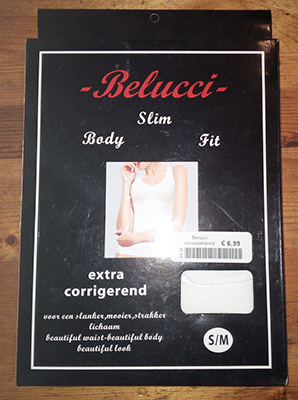 -Belucci-
Slim
Body Fit
Belucci
€ 6,99
extra
corrigerend
voor een slanker,mooier,strakker
lichaam
beautiful waist-beautiful body
beautiful look
S/M